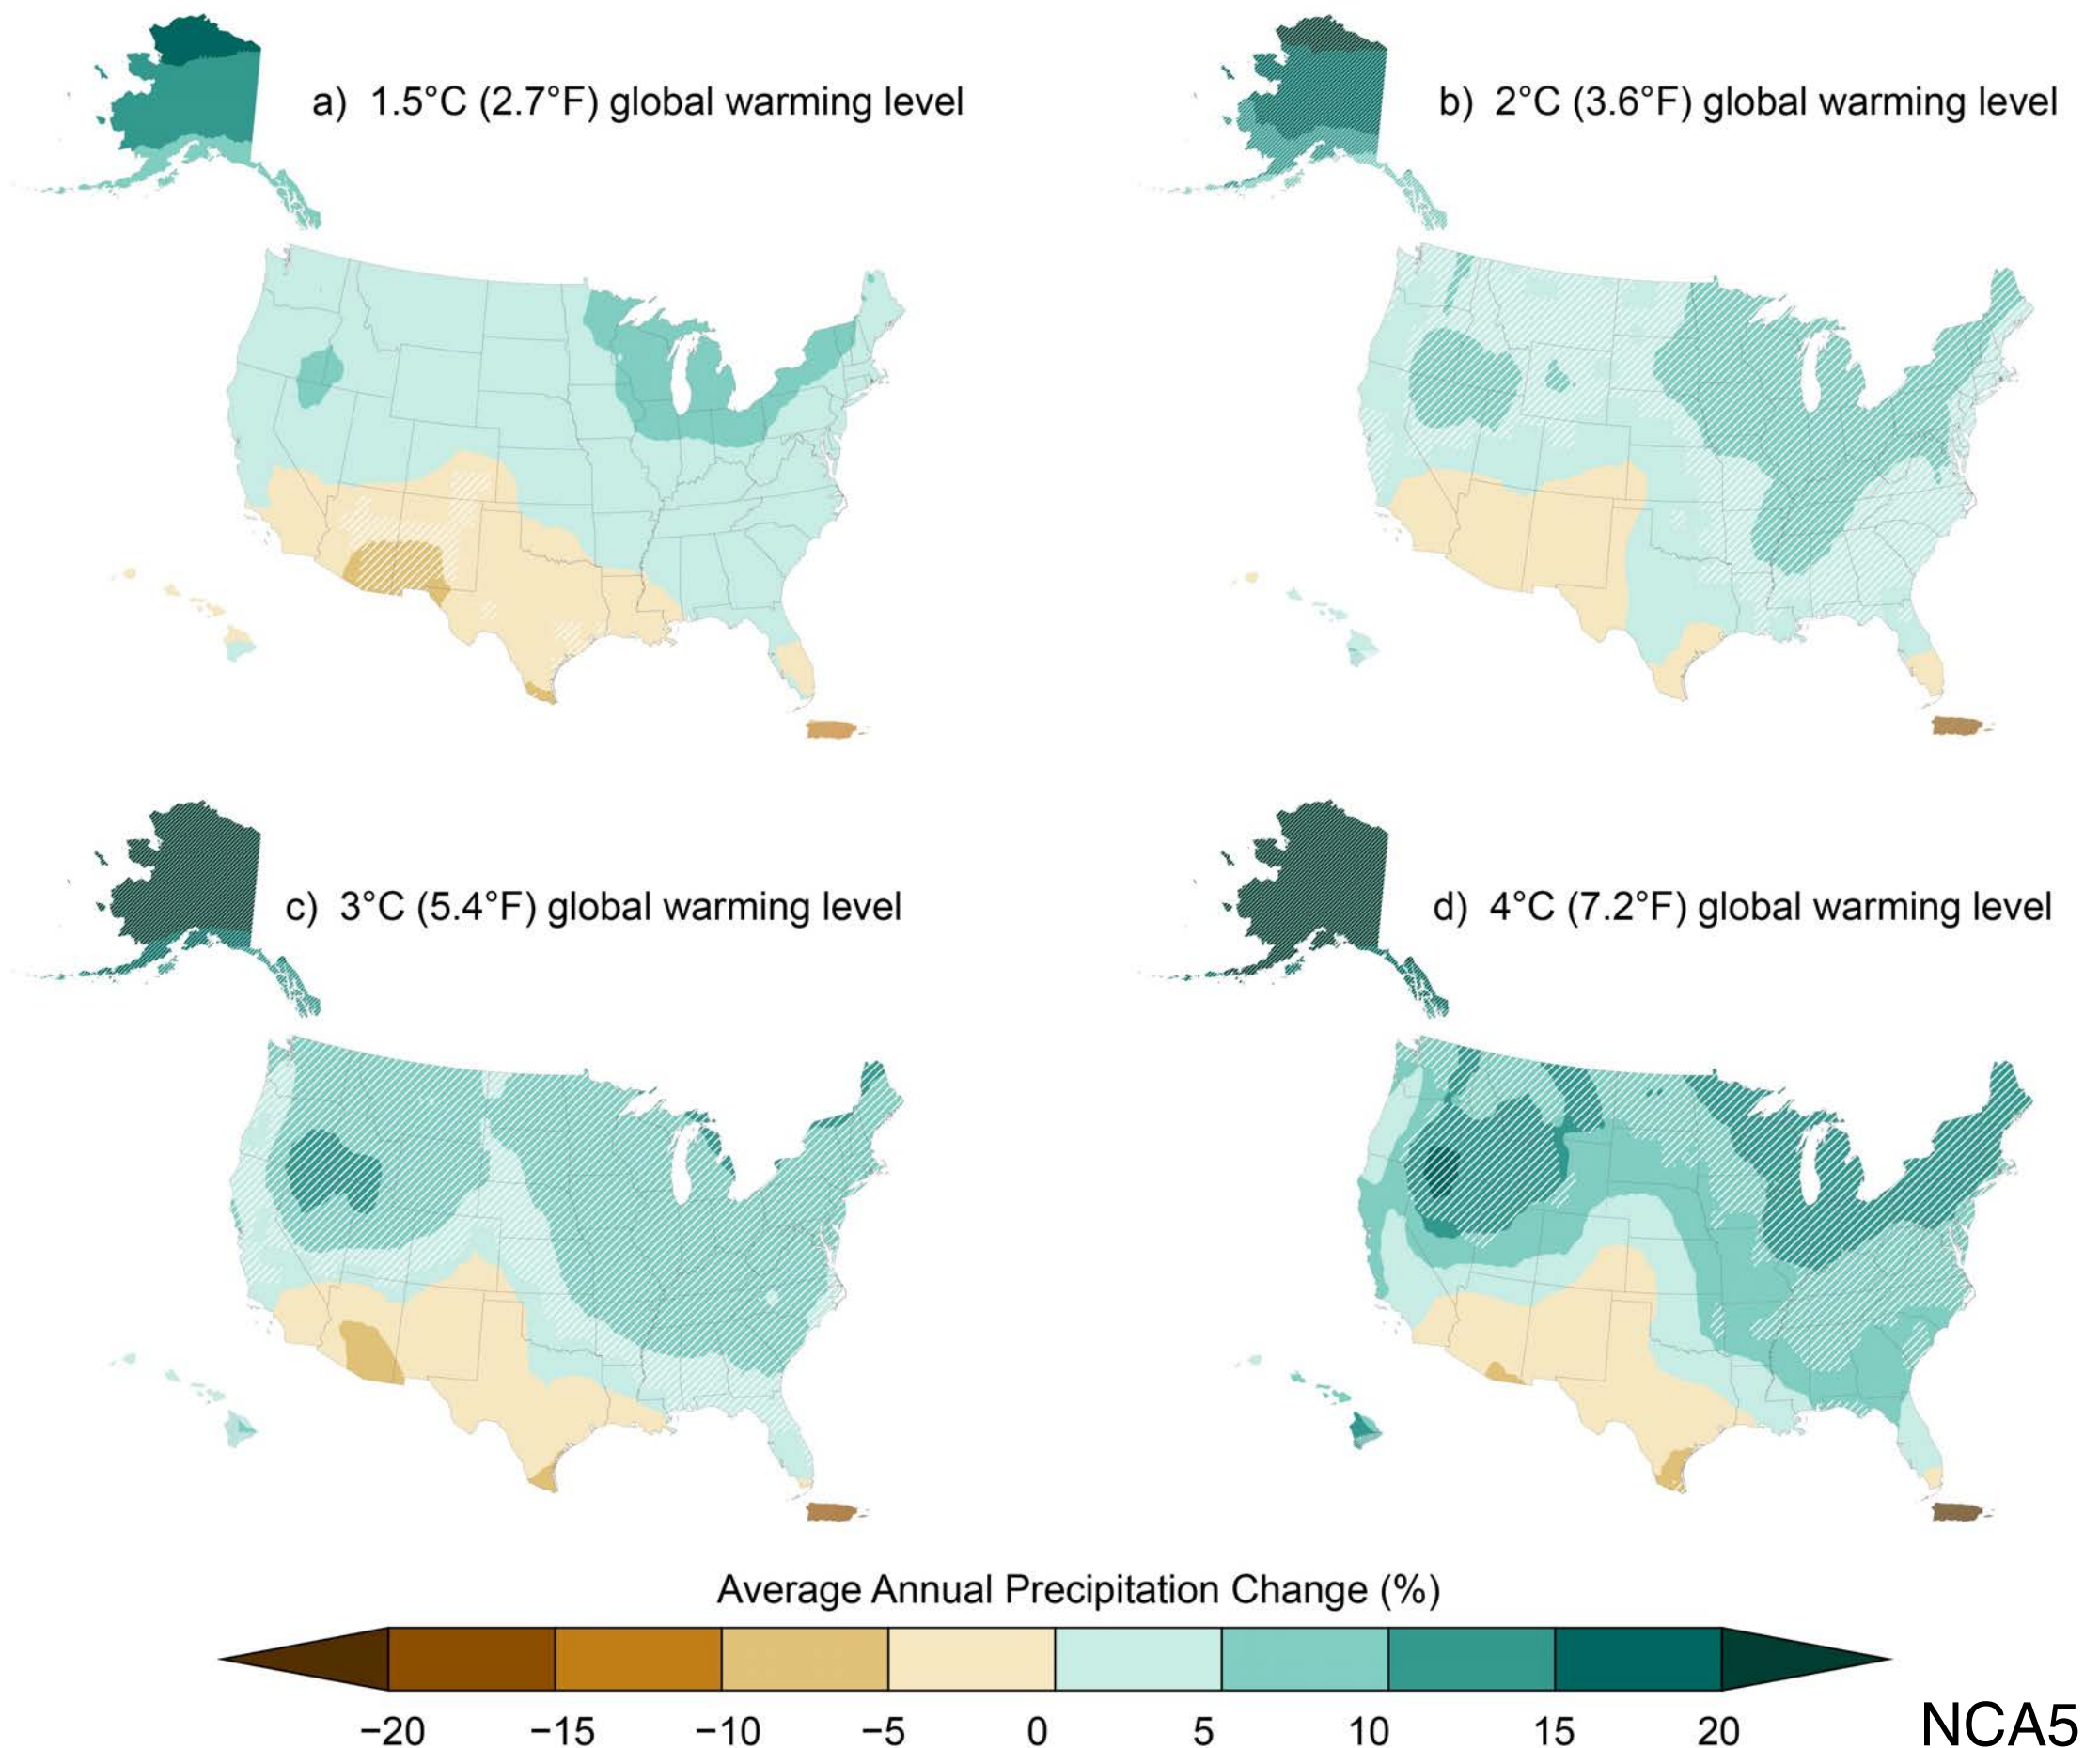 a) 1.5°C (2.7°F) global warming level
b) 2°C (3.6°F) global warming level
c) 3°C (5.4°F) global warming level
d) 4°C (7.2°F) global warming level
Average Annual Precipitation Change (%)
−20 −15 −10 −5 0 5 10 15 20
NCA5